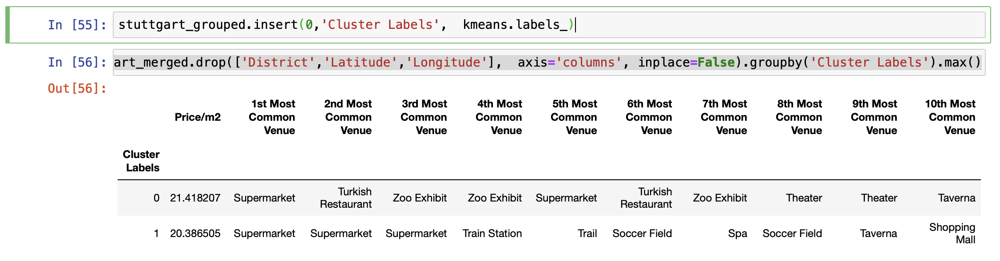 In [55]: stuttgart_grouped.insert(0,'Cluster Labels',  kmeans.labels_)
In [56]: art_merged.drop(['District','Latitude','Longitude'],  axis='columns', inplace=False).groupby('Cluster Labels').max()
Out[56]:
1st Most 2nd Most 3rd Most 4th Most 5th Most 6th Most 7th Most 8th Most 9th Most 10th Most
Price/m2 Common Common Common Common Common Common Common Common Common Common
Venue Venue Venue Venue Venue Venue Venue Venue Venue Venue
Cluster
Labels
0 21.418207 Supermarket Turkish Restaurant Zoo Exhibit Zoo Exhibit Supermarket Turkish Restaurant Zoo Exhibit Theater Theater Taverna
1 20.386505 Supermarket Supermarket Supermarket Train Station Trail Soccer Field Spa Soccer Field Taverna Shopping Mall